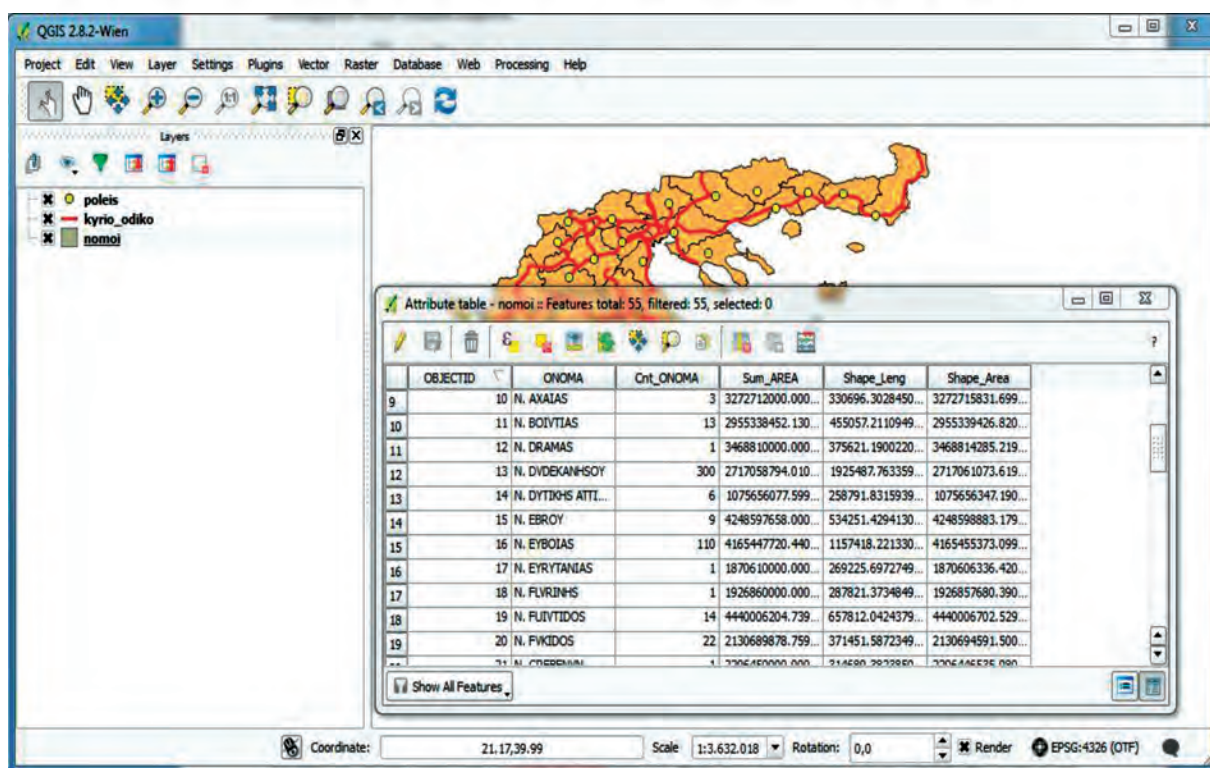 QGIS 2.8.2-Wien
Project Edit View Layer Settings Plugins Vector Raster Database Web Processing Help
1:1
Layers
poleis
kyrio_odiko
nomoi
Attribute table - nomoi :: Features total: 55, filtered: 55, selected: 0
?
OBJECTID ONOMA Cnt_ONOMA Sum_AREA Shape_Leng Shape_Area
9 10 N. AXAIAS 3 3272712000.000... 330696.3028450... 3272715831.699...
10 11 N. BOIVTIAS 13 2955338452.130... 455057.2110949... 2955339426.820...
11 12 N. DRAMAS 1 3468810000.000... 375621.1900220... 3468814285.219...
12 13 N. DVDEKANHSOY 300 2717058794.010... 1925487.763359... 2717061073.619...
13 14 N. DYTIKHS ATTI... 6 1075656077.599... 258791.8315939... 1075656347.190...
14 15 N. EBROY 9 4248597658.000... 534251.4294130... 4248598883.179...
15 16 N. EYBOIAS 110 4165447720.440... 1157418.221330... 4165455373.099...
16 17 N. EYRYTANIAS 1 1870610000.000... 269225.6972749... 1870606336.420...
17 18 N. FLVRINHS 1 1926860000.000... 287821.3734849... 1926857680.390...
18 19 N. FUIVTIDOS 14 4440006204.739... 657812.0424379... 4440006702.529...
19 20 N. FVKIDOS 22 2130689878.759... 371451.5872349... 2130694591.500...
Show All Features
Coordinate: 21.17,39.99 Scale 1:3.632.018 Rotation: 0,0 Render EPSG:4326 (OTF)